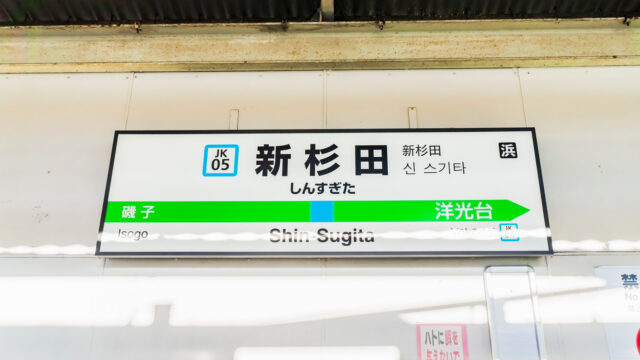 JK
05
新杉田
しんすぎた
新杉田
신 스기타
浜
磯子
洋光台
Isogo
Shin-Sugita
JK
ハトに餌を
与えないで
禁
No